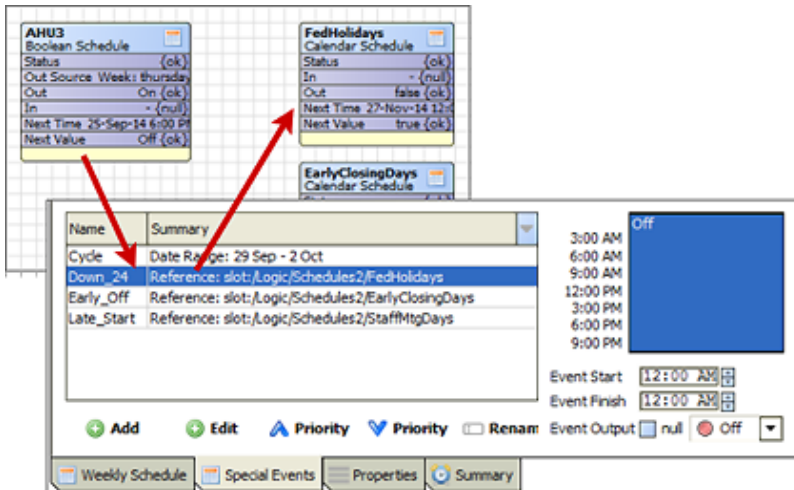 AHU3
Boolean Schedule
Status {ok}
Out Source Week: thursday
Out On {ok}
In - {null}
Next Time 25-Sep-14 6:00 PM
Next Value Off {ok}
FedHolidays
Calendar Schedule
Status {ok}
In - {null}
Out false {ok}
Next Time 27-Nov-14 12:0
Next Value true {ok}
EarlyClosingDays
Calendar Schedule
Name Summary
Cycle Date Range: 29 Sep - 2 Oct
Down_24 Reference: slot:/Logic/Schedules2/FedHolidays
Early_Off Reference: slot:/Logic/Schedules2/EarlyClosingDays
Late_Start Reference: slot:/Logic/Schedules2/StaffMtgDays
Add Edit Priority Priority Renam
Off
3:00 AM
6:00 AM
9:00 AM
12:00 PM
3:00 PM
6:00 PM
9:00 PM
Event Start 12:00 AM
Event Finish 12:00 AM
Event Output null Off
Weekly Schedule Special Events Properties Summary